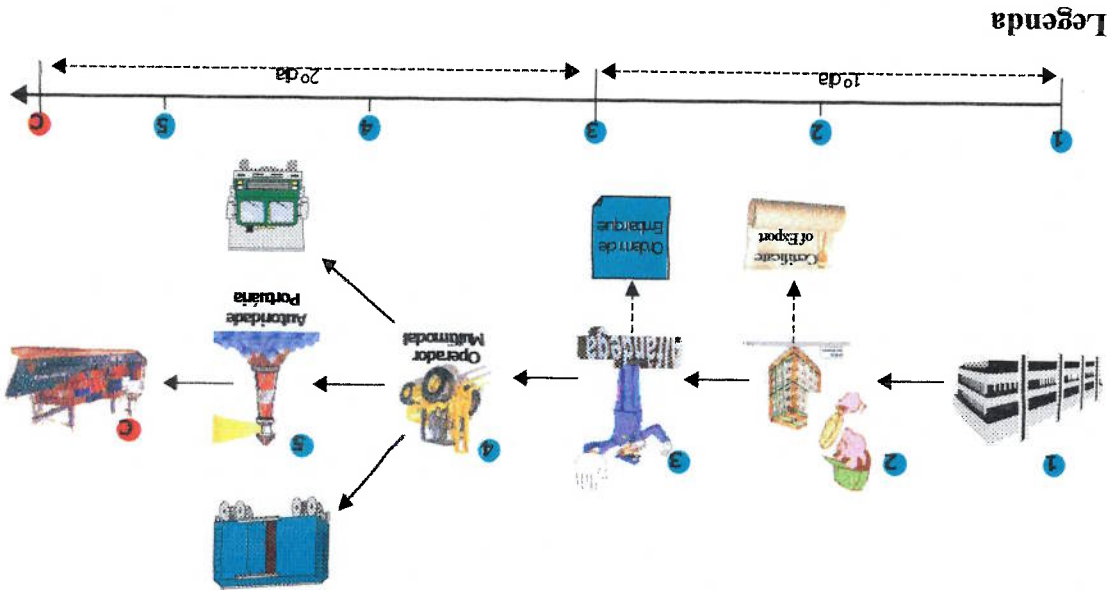 Legenda
1º dia
2º dia
1
2
3
4
5
C
Certificate
of Export
Ordem de
Embarque
Autoridade
Portuária
Operador
Multimodal
Alfândega
C
1
5
4
2
3